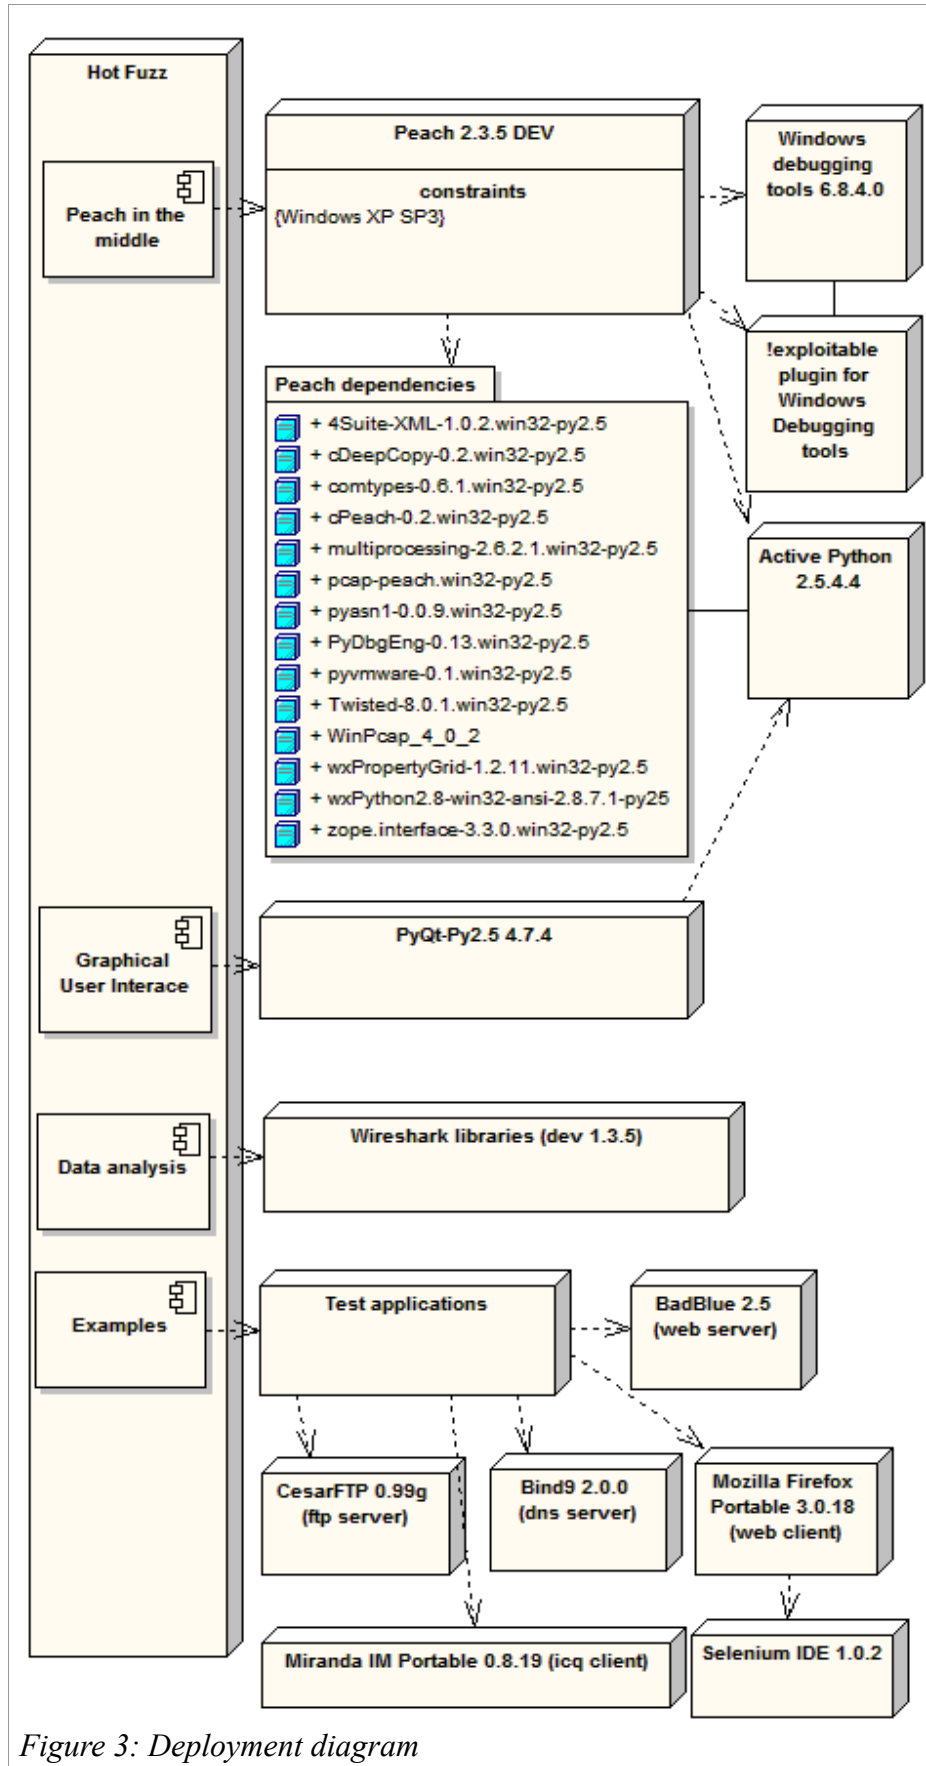 Hot Fuzz
Peach in the
middle
Peach 2.3.5 DEV
constraints
{Windows XP SP3}
Windows
debugging
tools 6.8.4.0
!exploitable
plugin for
Windows
Debugging
tools
Peach dependencies
+ 4Suite-XML-1.0.2.win32-py2.5
+ cDeepCopy-0.2.win32-py2.5
+ comtypes-0.6.1.win32-py2.5
+ cPeach-0.2.win32-py2.5
+ multiprocessing-2.6.2.1.win32-py2.5
+ pcap-peach.win32-py2.5
+ pyasn1-0.0.9.win32-py2.5
+ PyDbgEng-0.13.win32-py2.5
+ pyvmware-0.1.win32-py2.5
+ Twisted-8.0.1.win32-py2.5
+ WinPcap_4_0_2
+ wxPropertyGrid-1.2.11.win32-py2.5
+ wxPython2.8-win32-ansi-2.8.7.1-py25
+ zope.interface-3.3.0.win32-py2.5
Active Python
2.5.4.4
Graphical
User Interace
PyQt-Py2.5 4.7.4
Data analysis
Wireshark libraries (dev 1.3.5)
Examples
Test applications
BadBlue 2.5
(web server)
CesarFTP 0.99g
(ftp server)
Bind9 2.0.0
(dns server)
Mozilla Firefox
Portable 3.0.18
(web client)
Miranda IM Portable 0.8.19 (icq client)
Selenium IDE 1.0.2
Figure 3: Deployment diagram